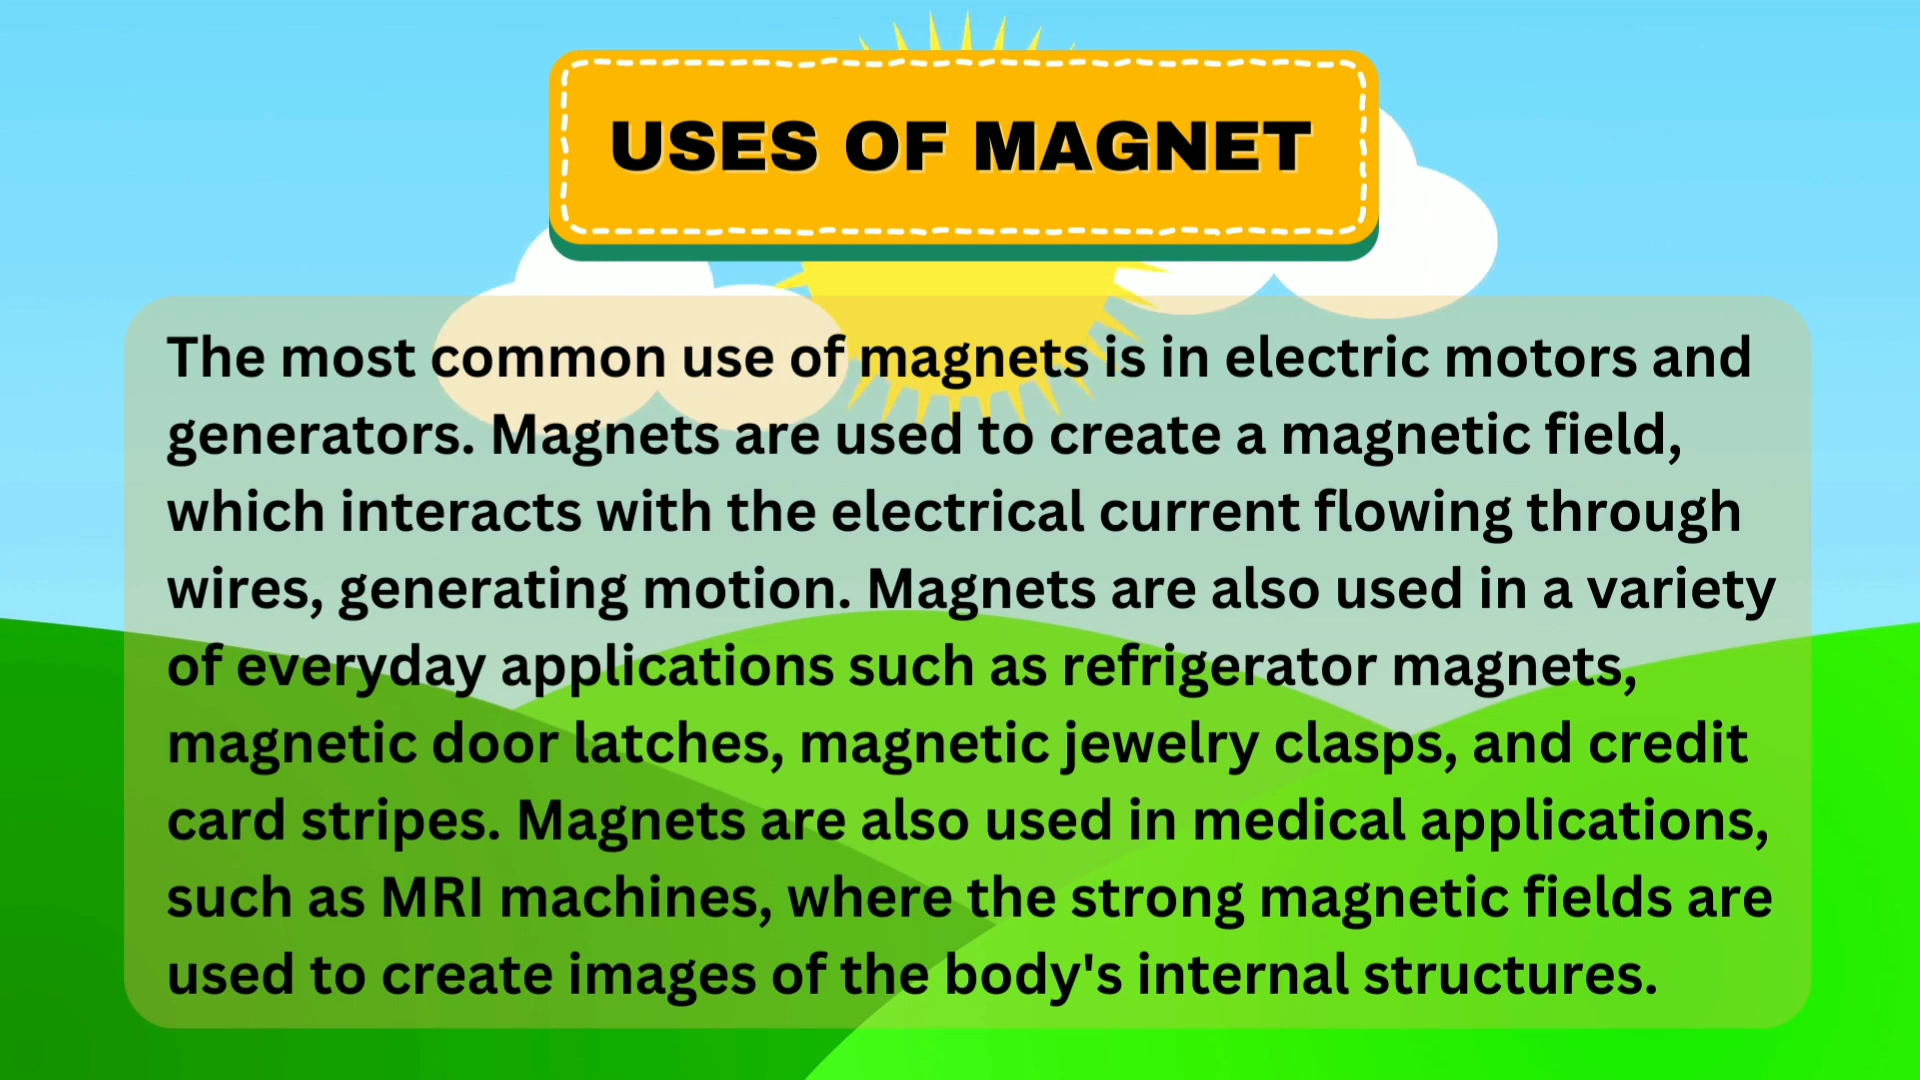 USES OF MAGNET
The most common use of magnets is in electric motors and
generators. Magnets are used to create a magnetic field,
which interacts with the electrical current flowing through
wires, generating motion. Magnets are also used in a variety
of everyday applications such as refrigerator magnets,
magnetic door latches, magnetic jewelry clasps, and credit
card stripes. Magnets are also used in medical applications,
such as MRI machines, where the strong magnetic fields are
used to create images of the body's internal structures.